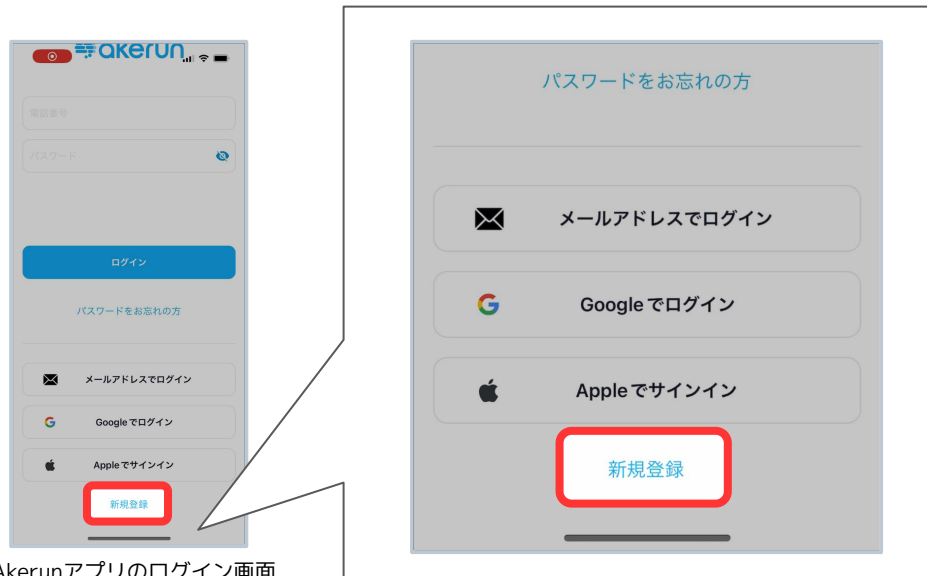 akerun
電話番号
パスワード
ログイン
パスワードをお忘れの方
メールアドレスでログイン
Googleでログイン
Appleでサインイン
新規登録
Akerunアプリのログイン画面
パスワードをお忘れの方
メールアドレスでログイン
Googleでログイン
Appleでサインイン
新規登録